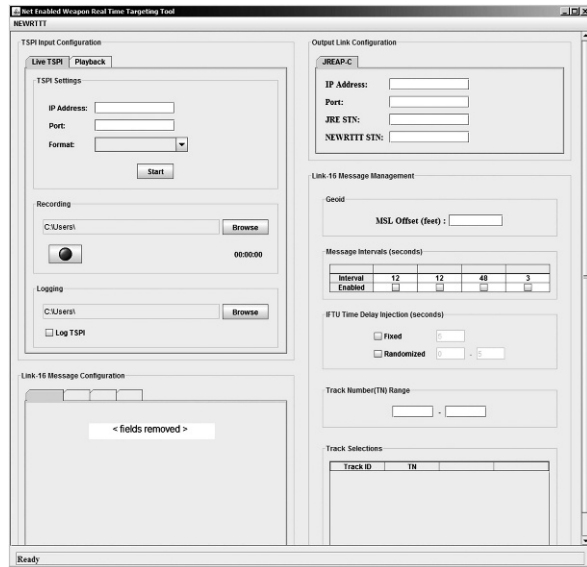 Net Enabled Weapon Real Time Targeting Tool
NEWRTTT
TSPI Input Configuration
Live TSPI Playback
TSPI Settings
IP Address:
Port:
Format:
Start
Recording
C:\Users\ Browse
00:00:00
Logging
C:\Users\ Browse
Log TSPI
Link-16 Message Configuration
< fields removed >
Output Link Configuration
JREAP-C
IP Address:
Port:
JRE STN:
NEWRTTT STN:
Link-16 Message Management
Geoid
MSL Offset (feet) :
Message Intervals (seconds)
Interval 12 12 48 3
Enabled
IFTU Time Delay Injection (seconds)
Fixed 5
Randomized 0 - 5
Track Number(TN) Range
-
Track Selections
Track ID TN
Ready